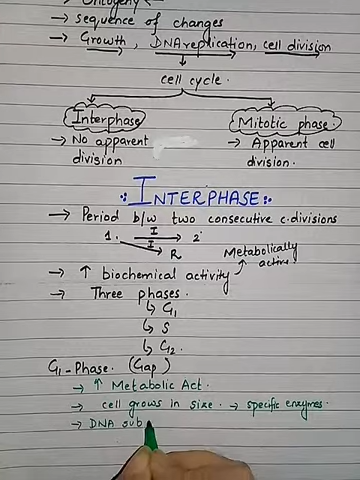 Ontogeny
→ sequence of changes
→ Growth, DNA replication, cell division
cell cycle.
Interphase Mitotic phase.
→ No apparent division → Apparent cell division.
INTERPHASE
→ Period b/w two consecutive c.divisions
1. I 2
I R
Metabolically active
→ ↑ biochemical activity
→ Three phases.
↳ G1
↳ S
↳ G2
G1-Phase. (Gap)
→ ↑ Metabolic Act.
→ cell grows in size. → specific enzymes.
→ DNA sub